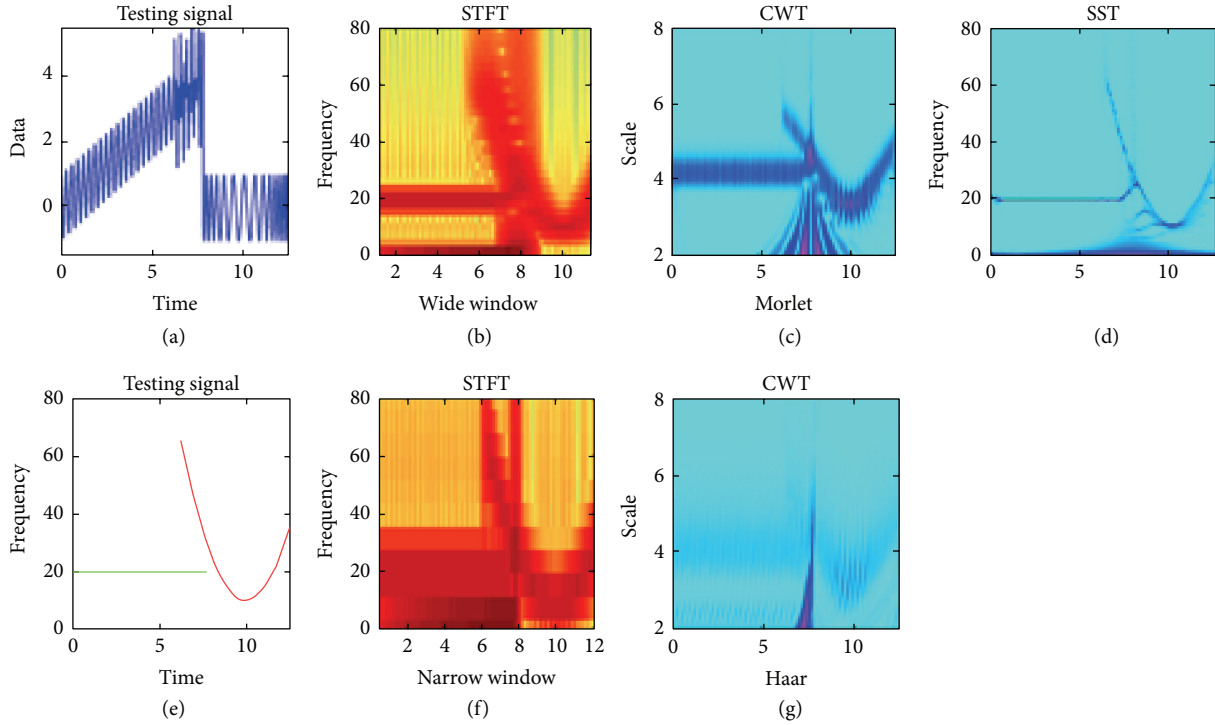 Testing signal
Data
4
2
0
0
5
10
Time
(a)
STFT
Frequency
80
60
40
20
0
2
4
6
8
10
Wide window
(b)
CWT
Scale
8
6
4
2
0
5
10
Morlet
(c)
SST
Frequency
80
60
40
20
0
0
5
10
(d)
Testing signal
Frequency
80
60
40
20
0
0
5
10
Time
(e)
STFT
Frequency
80
60
40
20
0
2
4
6
8
10
12
Narrow window
(f)
CWT
Scale
8
6
4
2
0
5
10
Haar
(g)